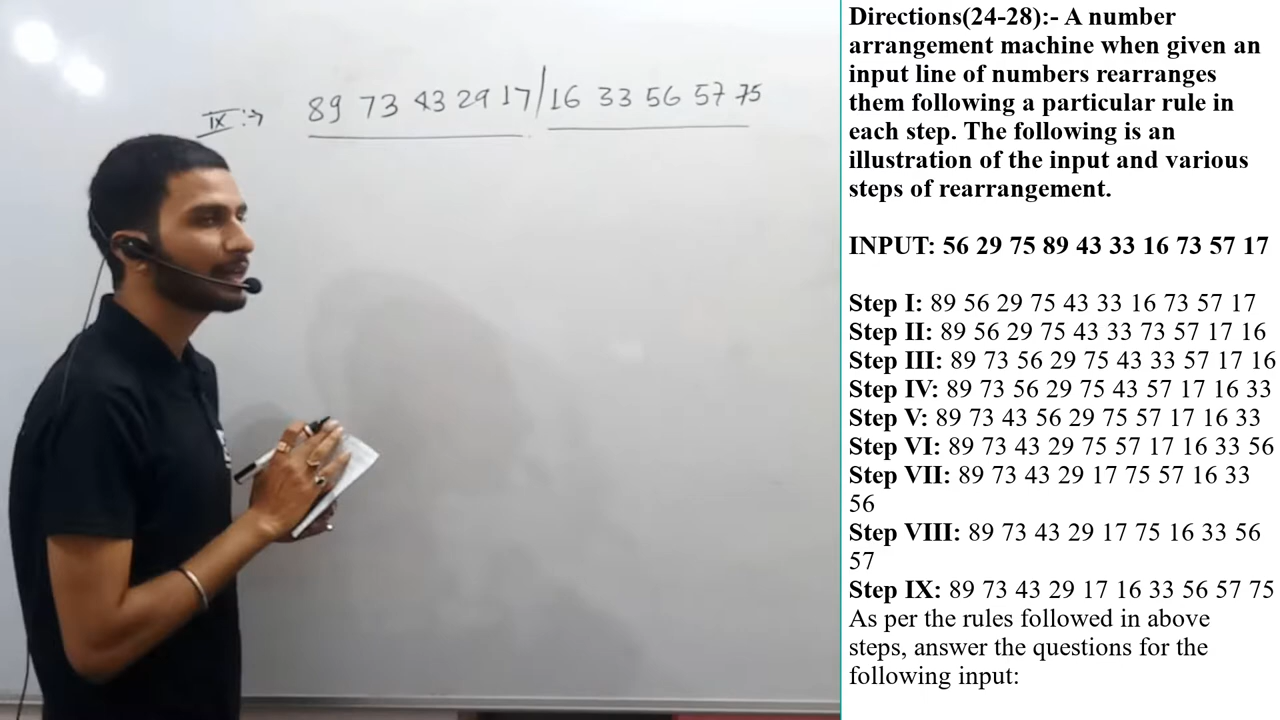 IX :→ 89 73 43 29 17 | 16 33 56 57 75
Directions(24-28):- A number
arrangement machine when given an
input line of numbers rearranges
them following a particular rule in
each step. The following is an
illustration of the input and various
steps of rearrangement.
INPUT: 56 29 75 89 43 33 16 73 57 17
Step I: 89 56 29 75 43 33 16 73 57 17
Step II: 89 56 29 75 43 33 73 57 17 16
Step III: 89 73 56 29 75 43 33 57 17 16
Step IV: 89 73 56 29 75 43 57 17 16 33
Step V: 89 73 43 56 29 75 57 17 16 33
Step VI: 89 73 43 29 75 57 17 16 33 56
Step VII: 89 73 43 29 17 75 57 16 33
56
Step VIII: 89 73 43 29 17 75 16 33 56
57
Step IX: 89 73 43 29 17 16 33 56 57 75
As per the rules followed in above
steps, answer the questions for the
following input: